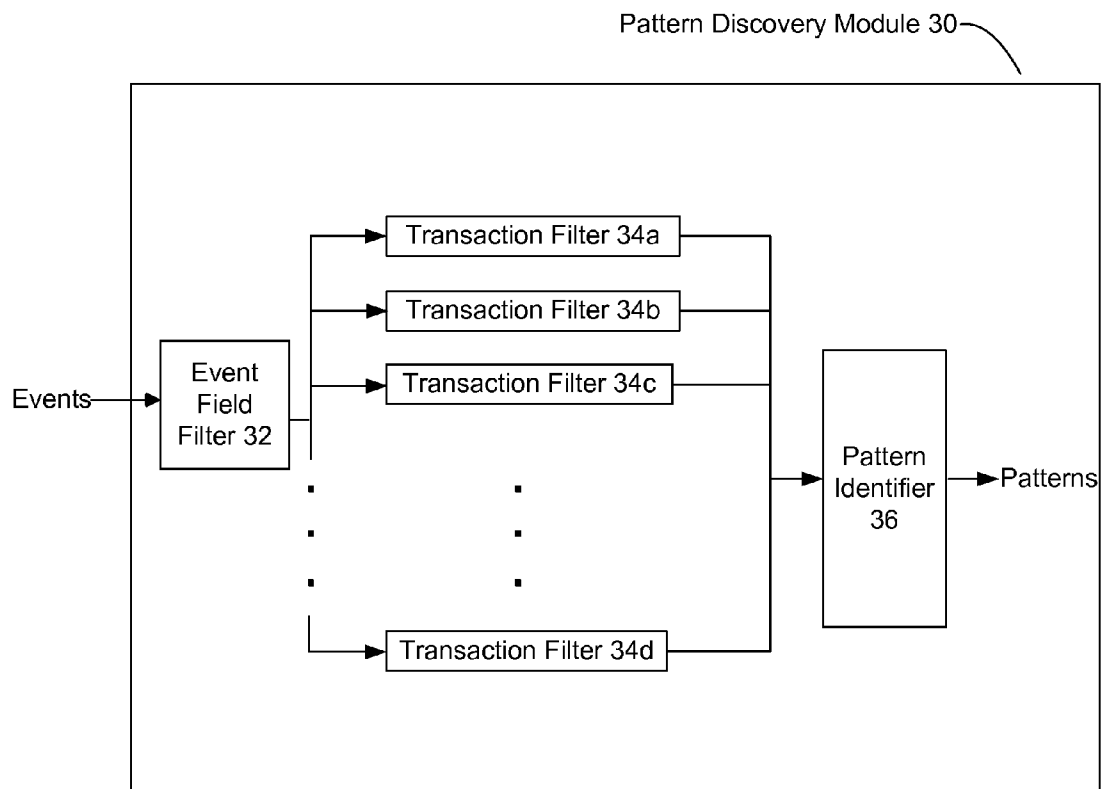 Pattern Discovery Module 30
Transaction Filter 34a
Transaction Filter 34b
Transaction Filter 34c
Events
Event
Field
Filter 32
Pattern
Identifier
36
Patterns
Transaction Filter 34d